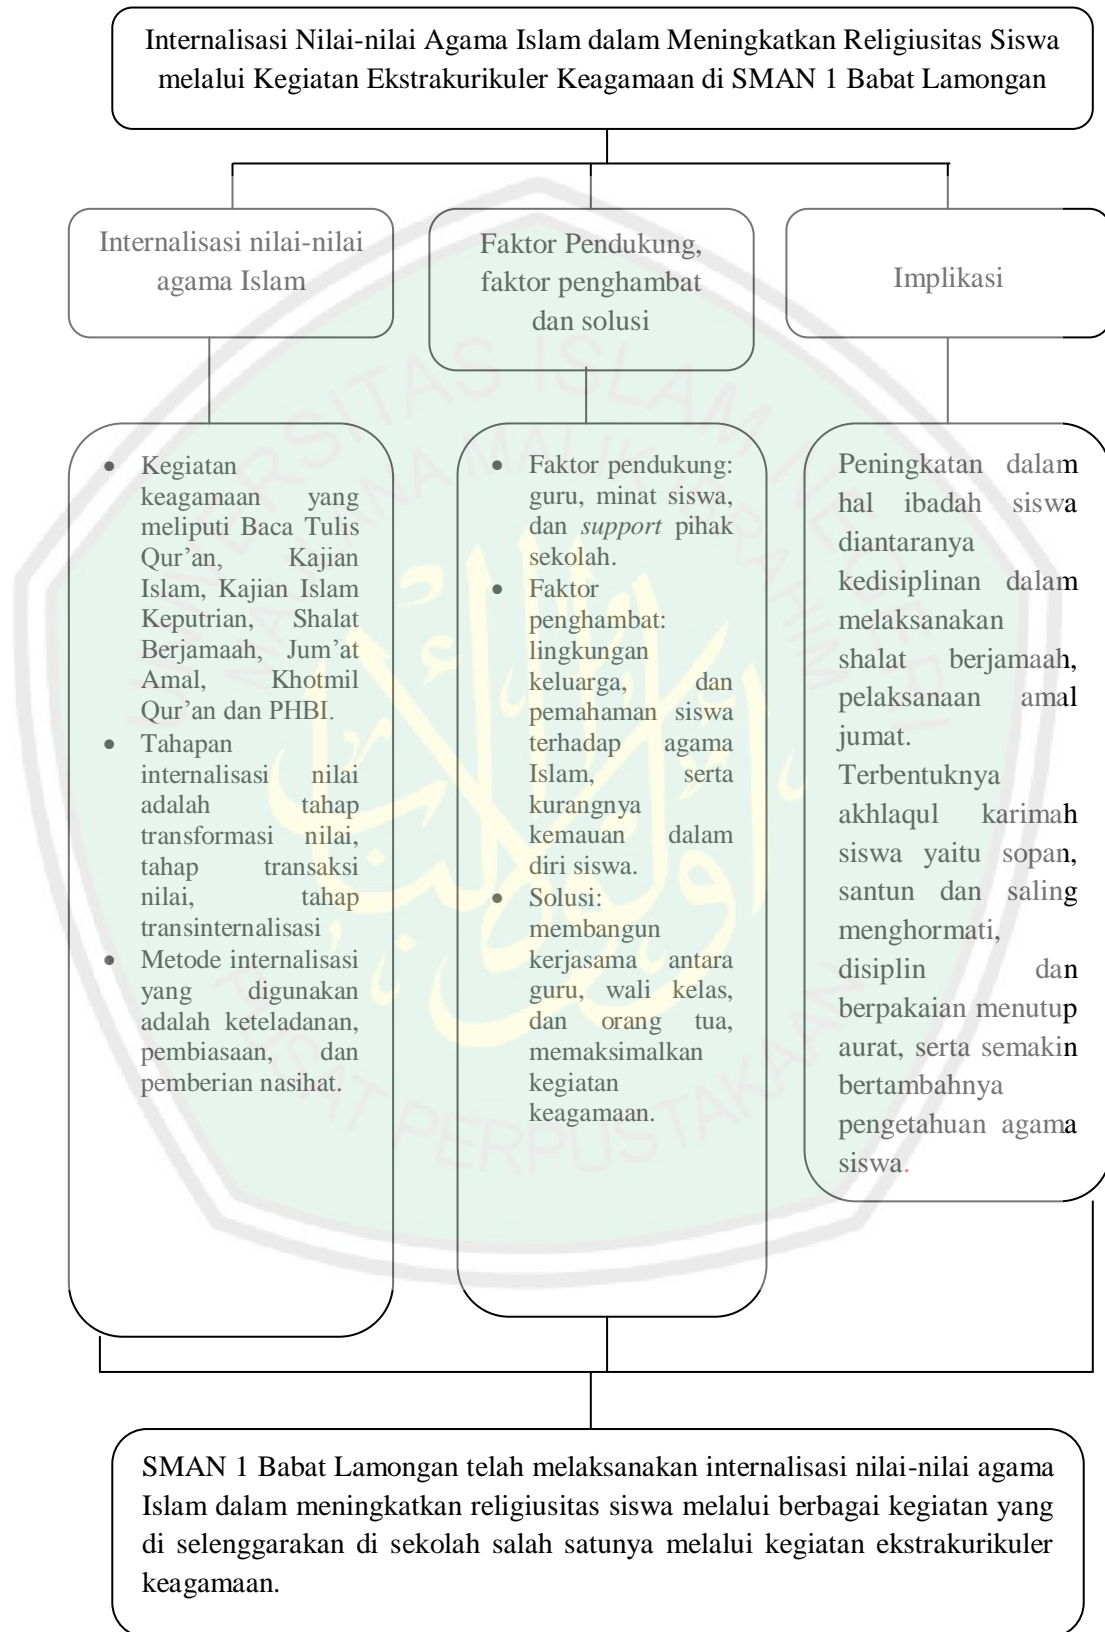 Internalisasi Nilai-nilai Agama Islam dalam Meningkatkan Religiusitas Siswa
melalui Kegiatan Ekstrakurikuler Keagamaan di SMAN 1 Babat Lamongan
Internalisasi nilai-nilai
agama Islam
Faktor Pendukung,
faktor penghambat
dan solusi
Implikasi
• Kegiatan
keagamaan yang
meliputi Baca Tulis
Qur’an, Kajian
Islam, Kajian Islam
Keputrian, Shalat
Berjamaah, Jum’at
Amal, Khotmil
Qur’an dan PHBI.
• Tahapan
internalisasi nilai
adalah tahap
transformasi nilai,
tahap transaksi
nilai, tahap
transinternalisasi
• Metode internalisasi
yang digunakan
adalah keteladanan,
pembiasaan, dan
pemberian nasihat.
• Faktor pendukung:
guru, minat siswa,
dan support pihak
sekolah.
• Faktor
penghambat:
lingkungan
keluarga, dan
pemahaman siswa
terhadap agama
Islam, serta
kurangnya
kemauan dalam
diri siswa.
• Solusi:
membangun
kerjasama antara
guru, wali kelas,
dan orang tua,
memaksimalkan
kegiatan
keagamaan.
Peningkatan dalam
hal ibadah siswa
diantaranya
kedisiplinan dalam
melaksanakan
shalat berjamaah,
pelaksanaan amal
jumat.
Terbentuknya
akhlaqul karimah
siswa yaitu sopan,
santun dan saling
menghormati,
disiplin dan
berpakaian menutup
aurat, serta semakin
bertambahnya
pengetahuan agama
siswa.
SMAN 1 Babat Lamongan telah melaksanakan internalisasi nilai-nilai agama
Islam dalam meningkatkan religiusitas siswa melalui berbagai kegiatan yang
di selenggarakan di sekolah salah satunya melalui kegiatan ekstrakurikuler
keagamaan.
UNIVERSITAS ISLAM NEGERI
MAULANA MALIK IBRAHIM
PUSAT PERPUSTAKAAN